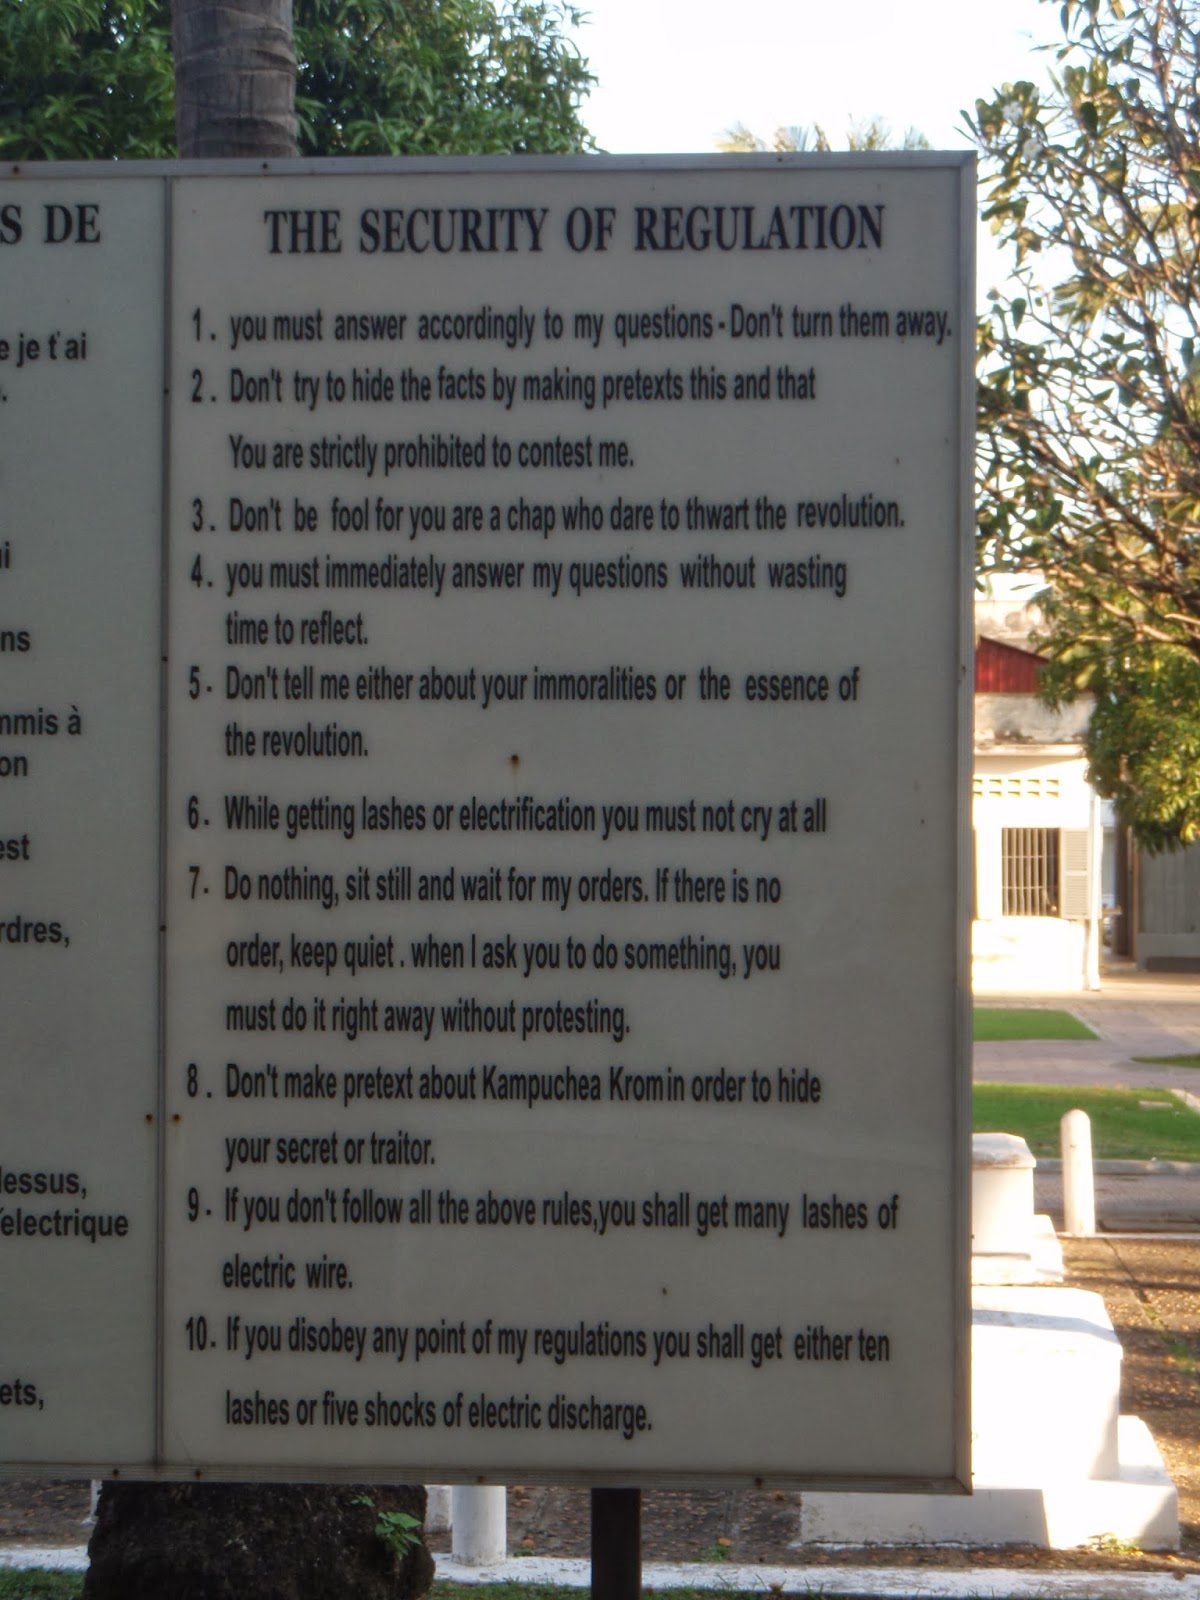 S DE
e je t'ai
.
i
ns
mmis à
on
est
rdres,
lessus,
électrique
ets,
THE SECURITY OF REGULATION
1. you must answer accordingly to my questions - Don't turn them away.
2. Don't try to hide the facts by making pretexts this and that
You are strictly prohibited to contest me.
3. Don't be fool for you are a chap who dare to thwart the revolution.
4. you must immediately answer my questions without wasting
time to reflect.
5. Don't tell me either about your immoralities or the essence of
the revolution.
6. While getting lashes or electrification you must not cry at all
7. Do nothing, sit still and wait for my orders. If there is no
order, keep quiet. when I ask you to do something, you
must do it right away without protesting.
8. Don't make pretext about Kampuchea Krom in order to hide
your secret or traitor.
9. If you don't follow all the above rules, you shall get many lashes of
electric wire.
10. If you disobey any point of my regulations you shall get either ten
lashes or five shocks of electric discharge.